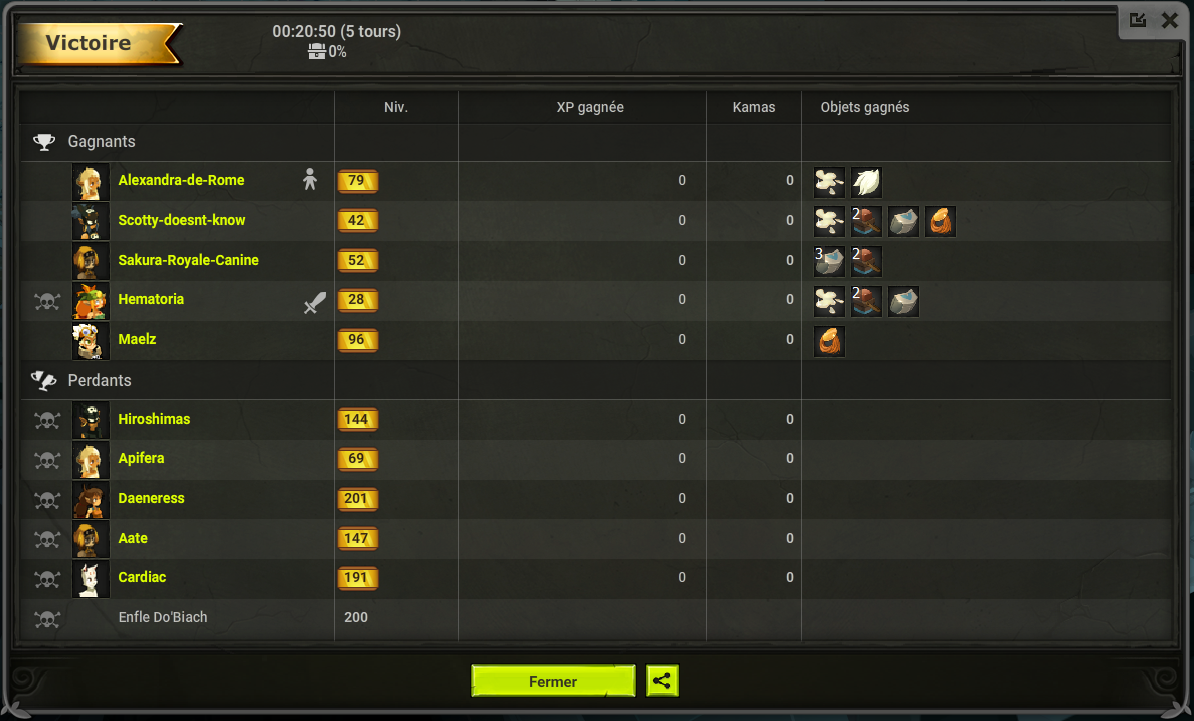 Victoire
00:20:50 (5 tours)
0%
Niv. XP gagnée Kamas Objets gagnés
Gagnants
Alexandra-de-Rome 79 0 0
Scotty-doesnt-know 42 0 0 2
Sakura-Royale-Canine 52 0 0 3 2
Hematoria 28 0 0 2
Maelz 96 0 0
Perdants
Hiroshimas 144 0 0
Apifera 69 0 0
Daeneress 201 0 0
Aate 147 0 0
Cardiac 191 0 0
Enfle Do'Biach 200
Fermer